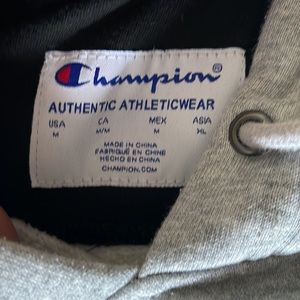 Champion®
AUTHENTIC ATHLETICWEAR
USA CA MEX ASIA
M M/M M XL
MADE IN CHINA
FABRIQUÉ EN CHINE
HECHO EN CHINA
CHAMPION.COM